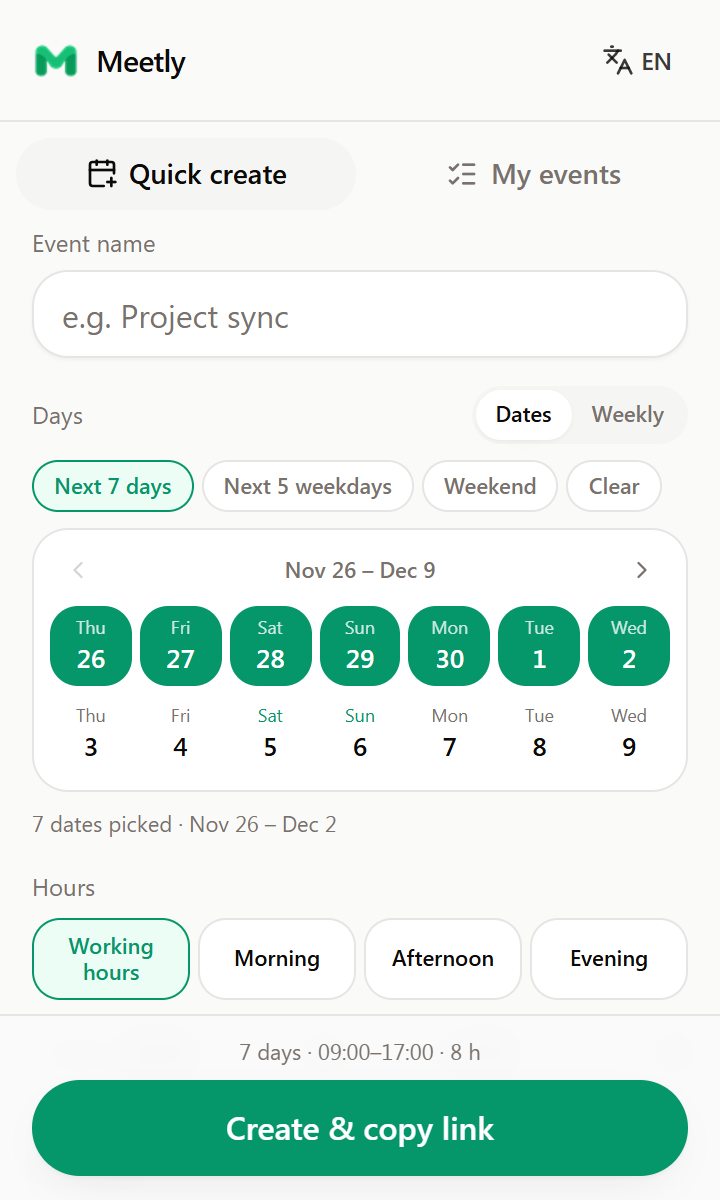 Meetly
EN
Quick create
My events
Event name
e.g. Project sync
Days
Dates
Weekly
Next 7 days
Next 5 weekdays
Weekend
Clear
Nov 26 – Dec 9
Thu Fri Sat Sun Mon Tue Wed
26 27 28 29 30 1 2
Thu Fri Sat Sun Mon Tue Wed
3 4 5 6 7 8 9
7 dates picked · Nov 26 – Dec 2
Hours
Working
hours
Morning
Afternoon
Evening
7 days · 09:00–17:00 · 8 h
Create & copy link